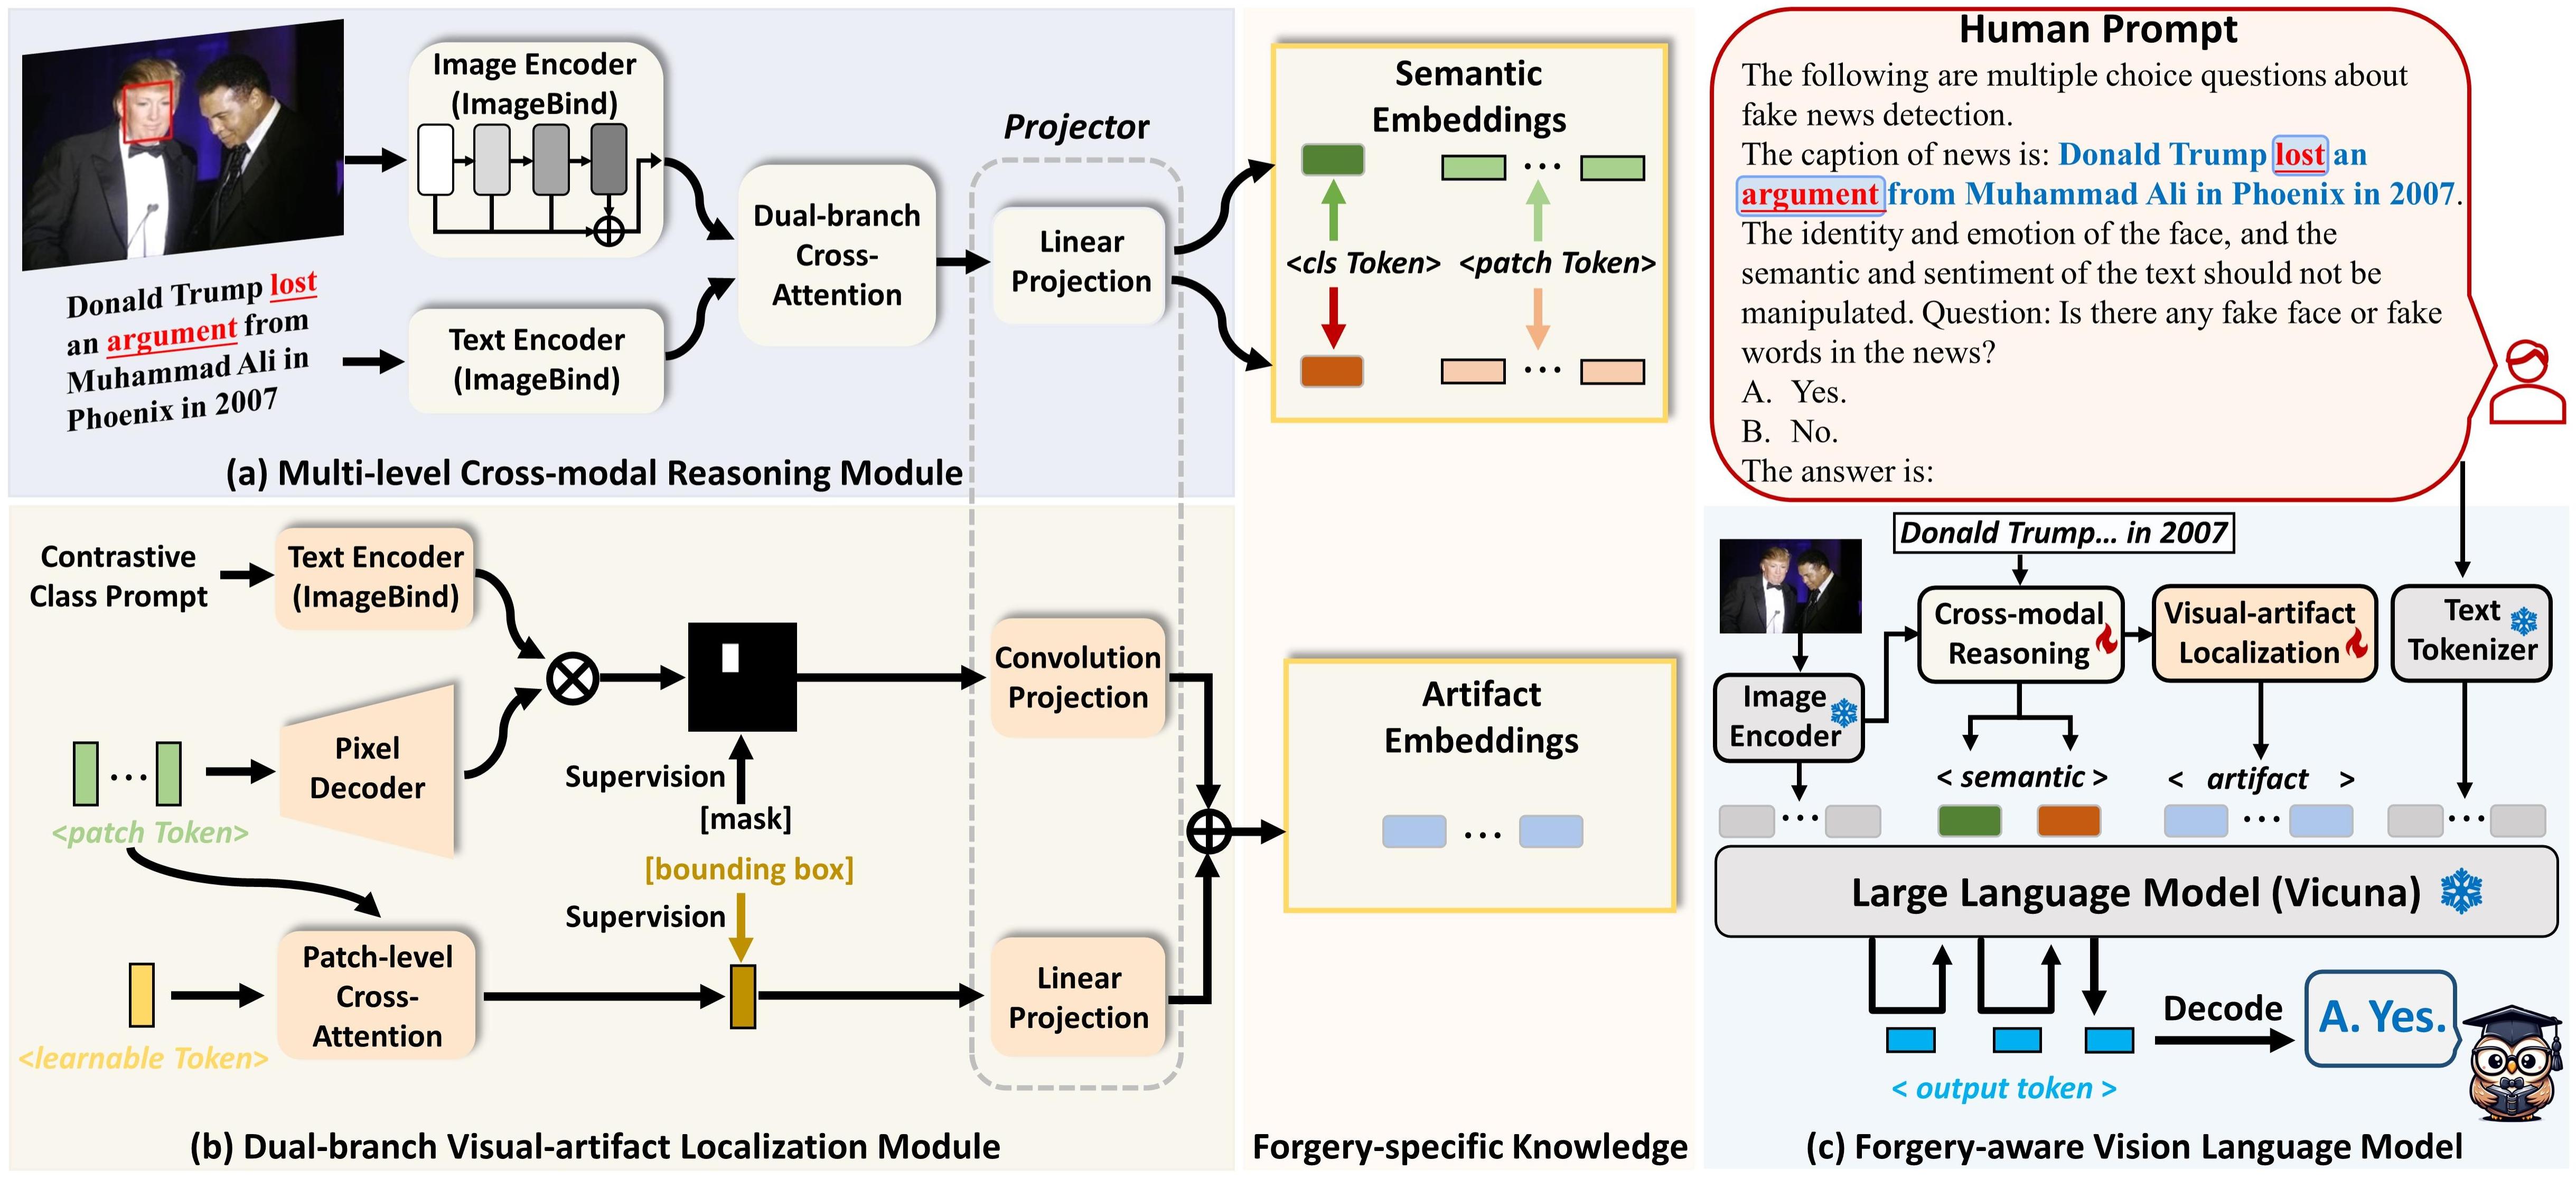 Image Encoder
(ImageBind)
Donald Trump lost
an argument from
Muhammad Ali in
Phoenix in 2007
Text Encoder
(ImageBind)
Dual-branch
Cross-
Attention
Projector
Linear
Projection
(a) Multi-level Cross-modal Reasoning Module
Semantic
Embeddings
...
<cls Token>
<patch Token>
...
Contrastive
Class Prompt
Text Encoder
(ImageBind)
...
<patch Token>
Pixel
Decoder
Supervision
[mask]
[bounding box]
Supervision
<learnable Token>
Patch-level
Cross-
Attention
Convolution
Projection
Linear
Projection
(b) Dual-branch Visual-artifact Localization Module
Artifact
Embeddings
...
Forgery-specific Knowledge
Human Prompt
The following are multiple choice questions about
fake news detection.
The caption of news is: Donald Trump lost an
argument from Muhammad Ali in Phoenix in 2007.
The identity and emotion of the face, and the
semantic and sentiment of the text should not be
manipulated. Question: Is there any fake face or fake
words in the news?
A. Yes.
B. No.
The answer is:
Donald Trump... in 2007
Image
Encoder
Cross-modal
Reasoning
Visual-artifact
Localization
Text
Tokenizer
< semantic >
< artifact >
...
...
...
Large Language Model (Vicuna)
Decode
A. Yes.
< output token >
(c) Forgery-aware Vision Language Model